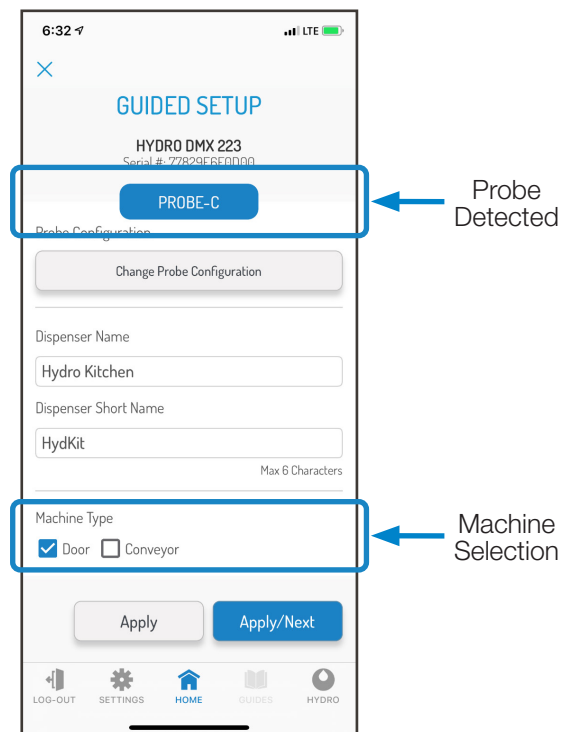 6:32
LTE
GUIDED SETUP
HYDRO DMX 223
PROBE-C
Probe Configuration
Change Probe Configuration
Dispenser Name
Hydro Kitchen
Dispenser Short Name
HydKit
Max 6 Characters
Machine Type
Door Conveyor
Apply Apply/Next
LOG-OUT SETTINGS HOME GUIDES HYDRO
Probe
Detected
Machine
Selection